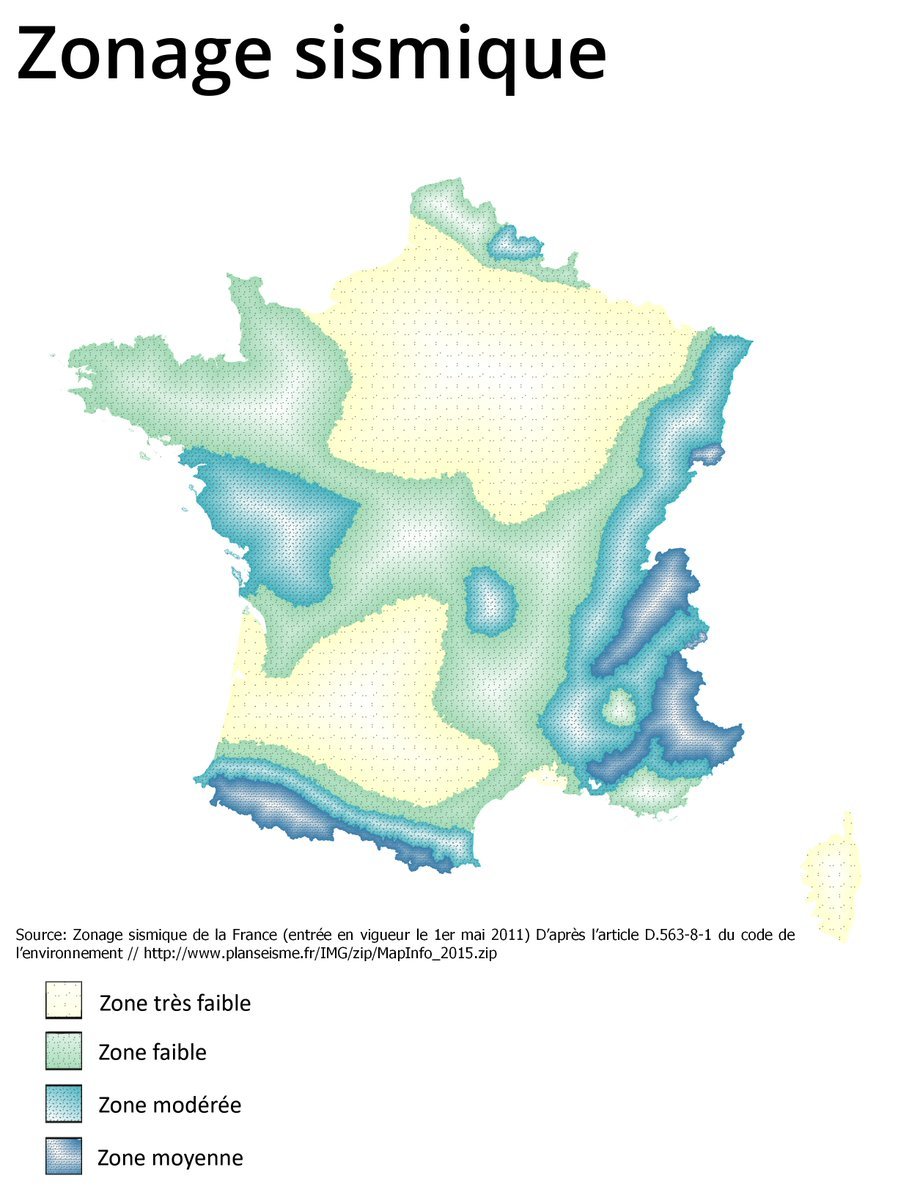 Zonage sismique
Source: Zonage sismique de la France (entrée en vigueur le 1er mai 2011) D’après l’article D.563-8-1 du code de
l’environnement // http://www.planseisme.fr/IMG/zip/MapInfo_2015.zip
Zone très faible
Zone faible
Zone modérée
Zone moyenne